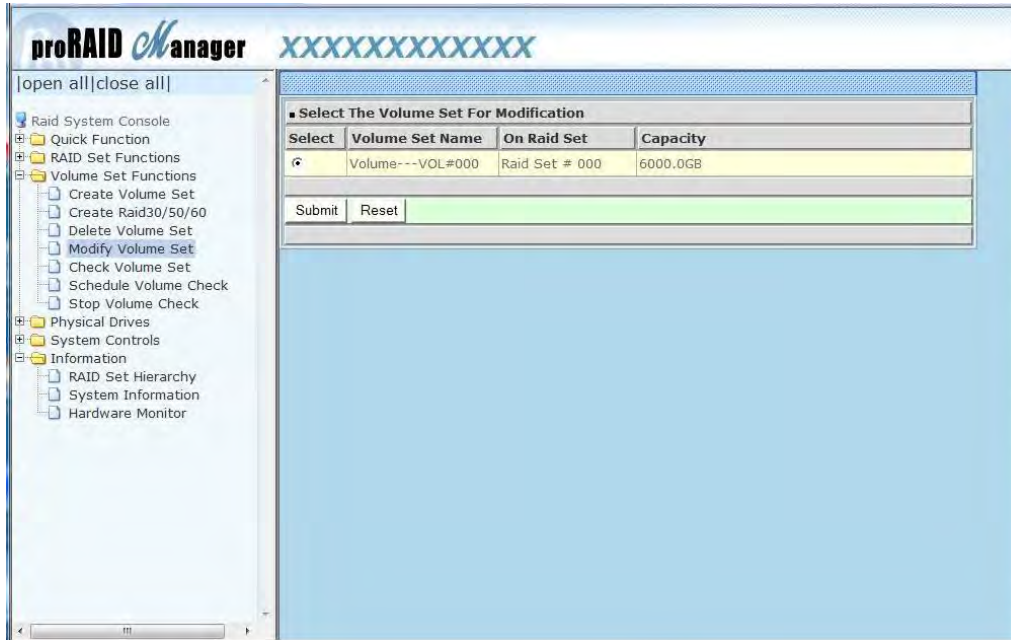 proRAID Manager XXXXXXXXXXXX
|open all|close all|
Raid System Console
Quick Function
RAID Set Functions
Volume Set Functions
Create Volume Set
Create Raid30/50/60
Delete Volume Set
Modify Volume Set
Check Volume Set
Schedule Volume Check
Stop Volume Check
Physical Drives
System Controls
Information
RAID Set Hierarchy
System Information
Hardware Monitor
Select The Volume Set For Modification
Select Volume Set Name On Raid Set Capacity
Volume---VOL#000 Raid Set # 000 6000.0GB
Submit Reset